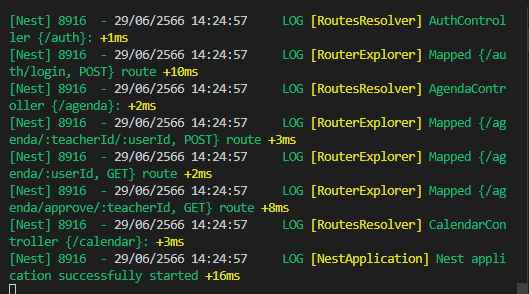 [Nest] 8916  - 29/06/2566 14:24:57     LOG [RoutesResolver] AuthControl
ler {/auth}: +1ms
[Nest] 8916  - 29/06/2566 14:24:57     LOG [RouterExplorer] Mapped {/au
th/login, POST} route +10ms
[Nest] 8916  - 29/06/2566 14:24:57     LOG [RoutesResolver] AgendaContr
oller {/agenda}: +2ms
[Nest] 8916  - 29/06/2566 14:24:57     LOG [RouterExplorer] Mapped {/ag
enda/:teacherId/:userId, POST} route +3ms
[Nest] 8916  - 29/06/2566 14:24:57     LOG [RouterExplorer] Mapped {/ag
enda/:userId, GET} route +2ms
[Nest] 8916  - 29/06/2566 14:24:57     LOG [RouterExplorer] Mapped {/ag
enda/approve/:teacherId, GET} route +8ms
[Nest] 8916  - 29/06/2566 14:24:57     LOG [RoutesResolver] CalendarCon
troller {/calendar}: +3ms
[Nest] 8916  - 29/06/2566 14:24:57     LOG [NestApplication] Nest appli
cation successfully started +16ms